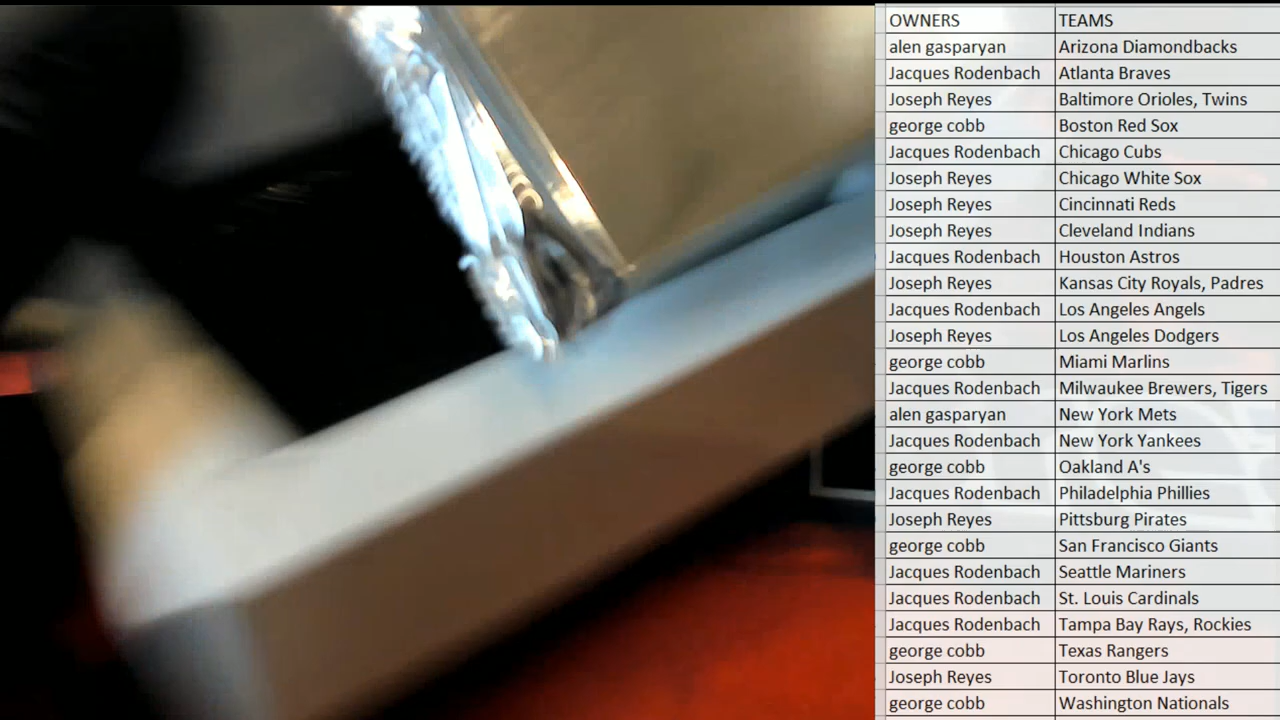 OWNERS TEAMS
alen gasparyan Arizona Diamondbacks
Jacques Rodenbach Atlanta Braves
Joseph Reyes Baltimore Orioles, Twins
george cobb Boston Red Sox
Jacques Rodenbach Chicago Cubs
Joseph Reyes Chicago White Sox
Joseph Reyes Cincinnati Reds
Joseph Reyes Cleveland Indians
Jacques Rodenbach Houston Astros
Joseph Reyes Kansas City Royals, Padres
Jacques Rodenbach Los Angeles Angels
Joseph Reyes Los Angeles Dodgers
george cobb Miami Marlins
Jacques Rodenbach Milwaukee Brewers, Tigers
alen gasparyan New York Mets
Jacques Rodenbach New York Yankees
george cobb Oakland A's
Jacques Rodenbach Philadelphia Phillies
Joseph Reyes Pittsburg Pirates
george cobb San Francisco Giants
Jacques Rodenbach Seattle Mariners
Jacques Rodenbach St. Louis Cardinals
Jacques Rodenbach Tampa Bay Rays, Rockies
george cobb Texas Rangers
Joseph Reyes Toronto Blue Jays
george cobb Washington Nationals